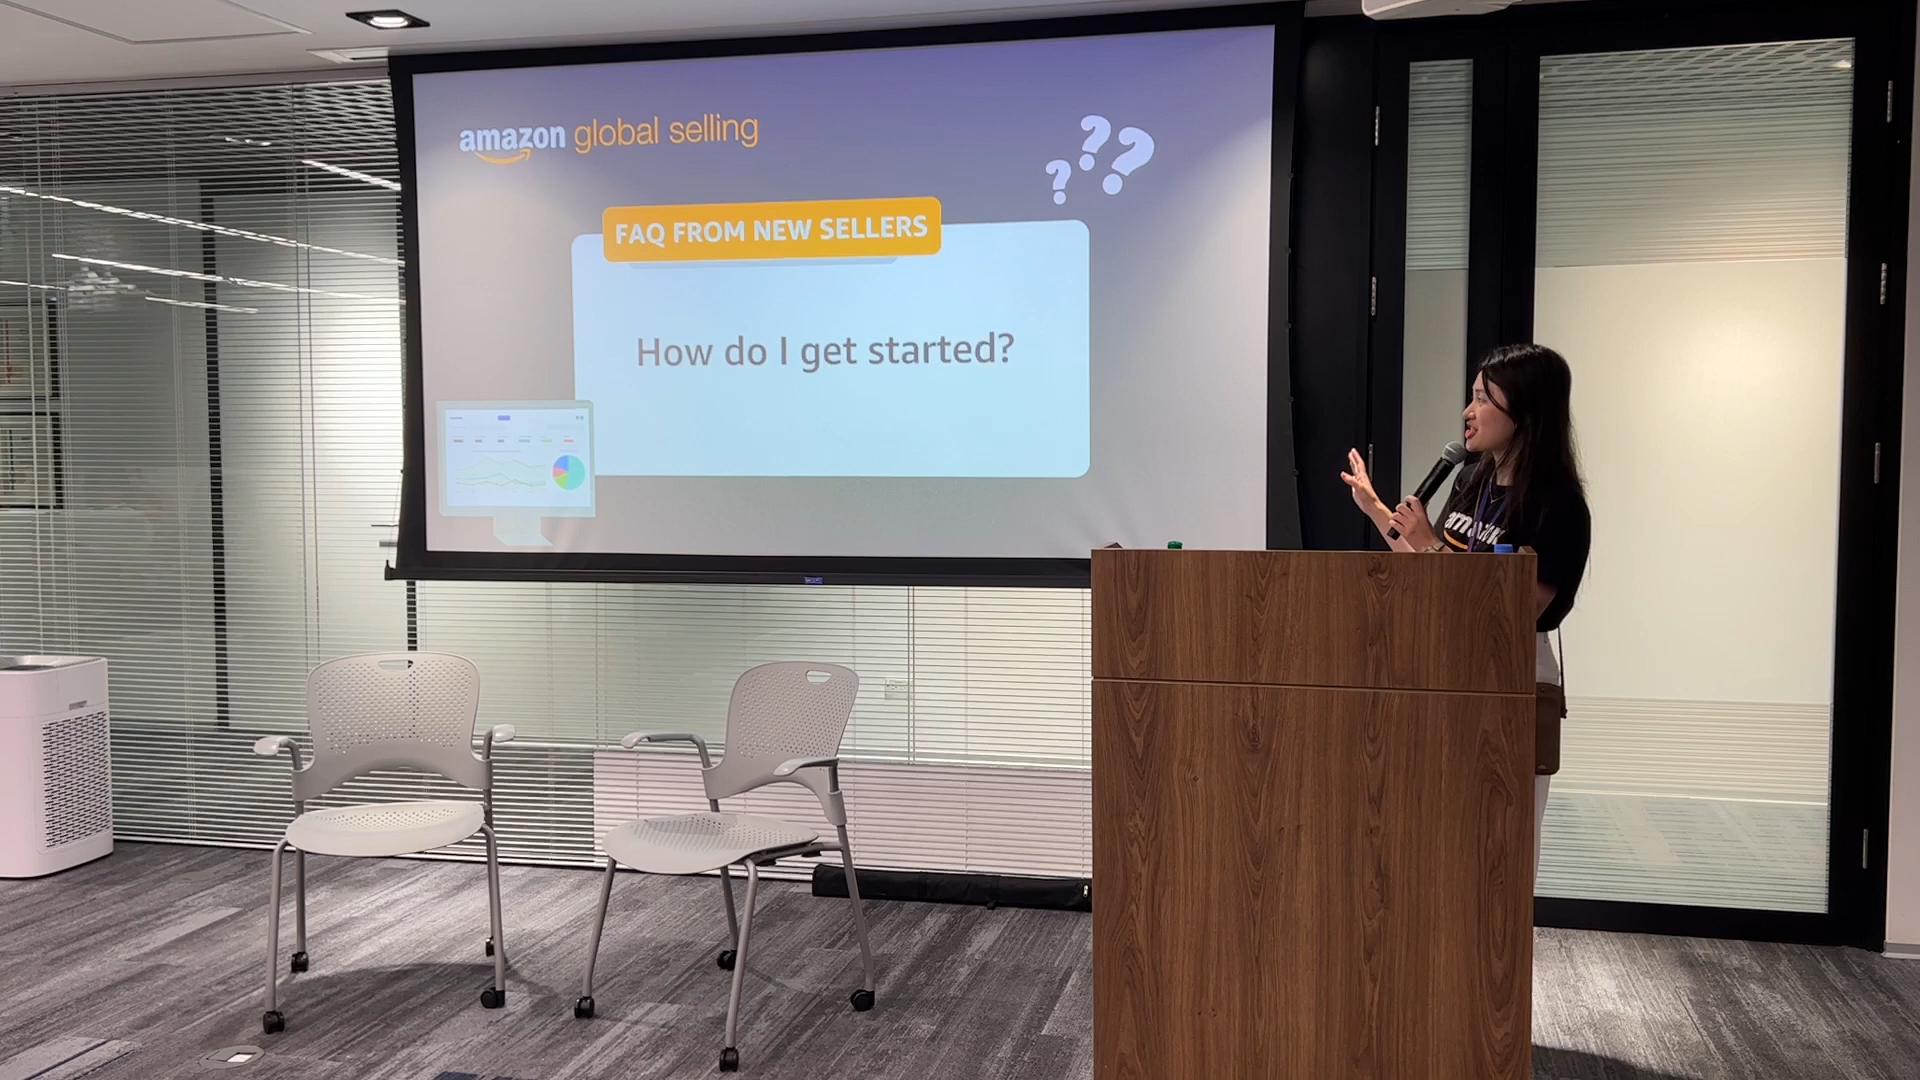 amazon global selling
? ? ?
FAQ FROM NEW SELLERS
How do I get started?